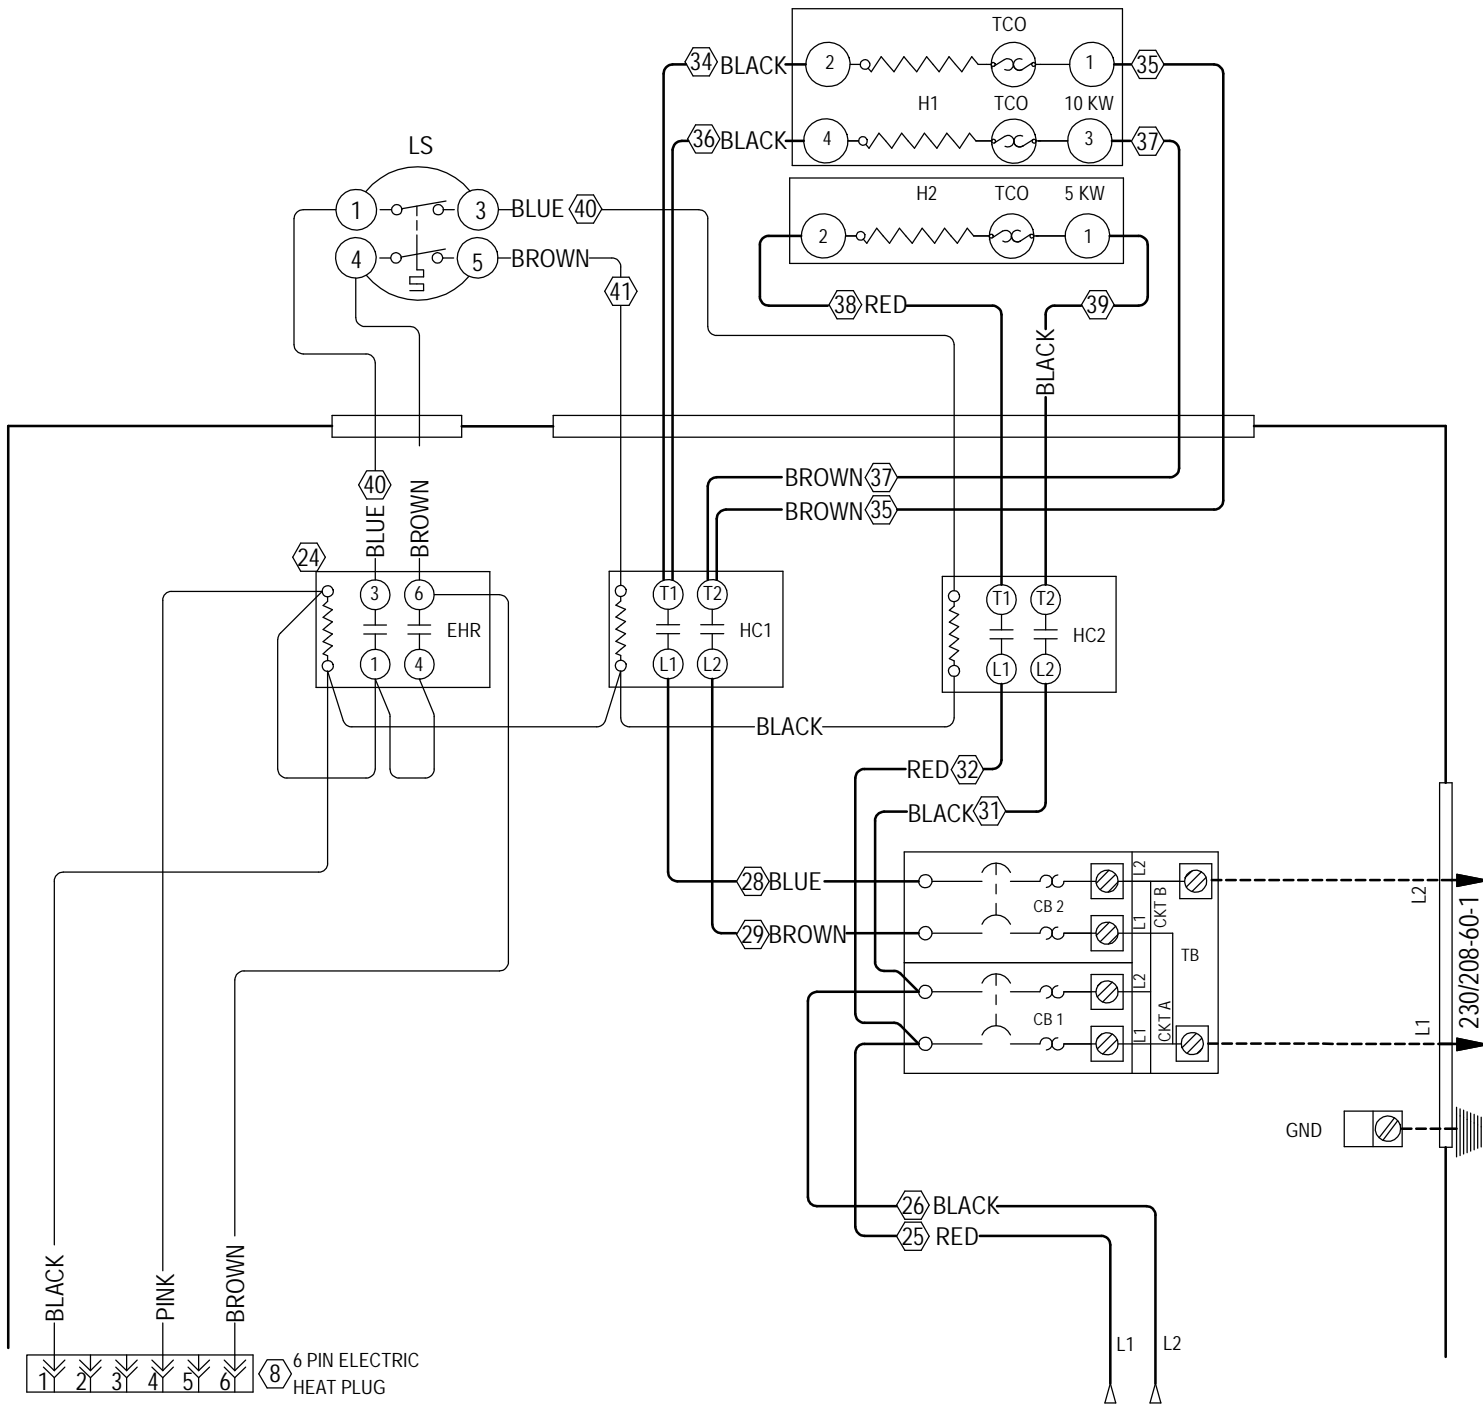 TCO
34 BLACK 2 1 35
H1 TCO 10 KW
36 BLACK 4 3 37
LS
H2 TCO 5 KW
1 3 BLUE 40
2 1
4 5 BROWN
41
38 RED 39
BLACK
BROWN 37
40
BROWN 35
BLUE
BROWN
24
3 6 T1 T2 T1 T2
EHR HC1 HC2
1 4 L1 L2 L1 L2
BLACK
RED 32
BLACK 31
28 BLUE
L2
CB 2
CKT B
L2
29 BROWN
L1
TB
230/208-60-1
L2
CB 1
CKT A
L1
L1
GND
26 BLACK
25 RED
BLACK
PINK
BROWN
L1 L2
1 2 3 4 5 6
8
6 PIN ELECTRIC
HEAT PLUG